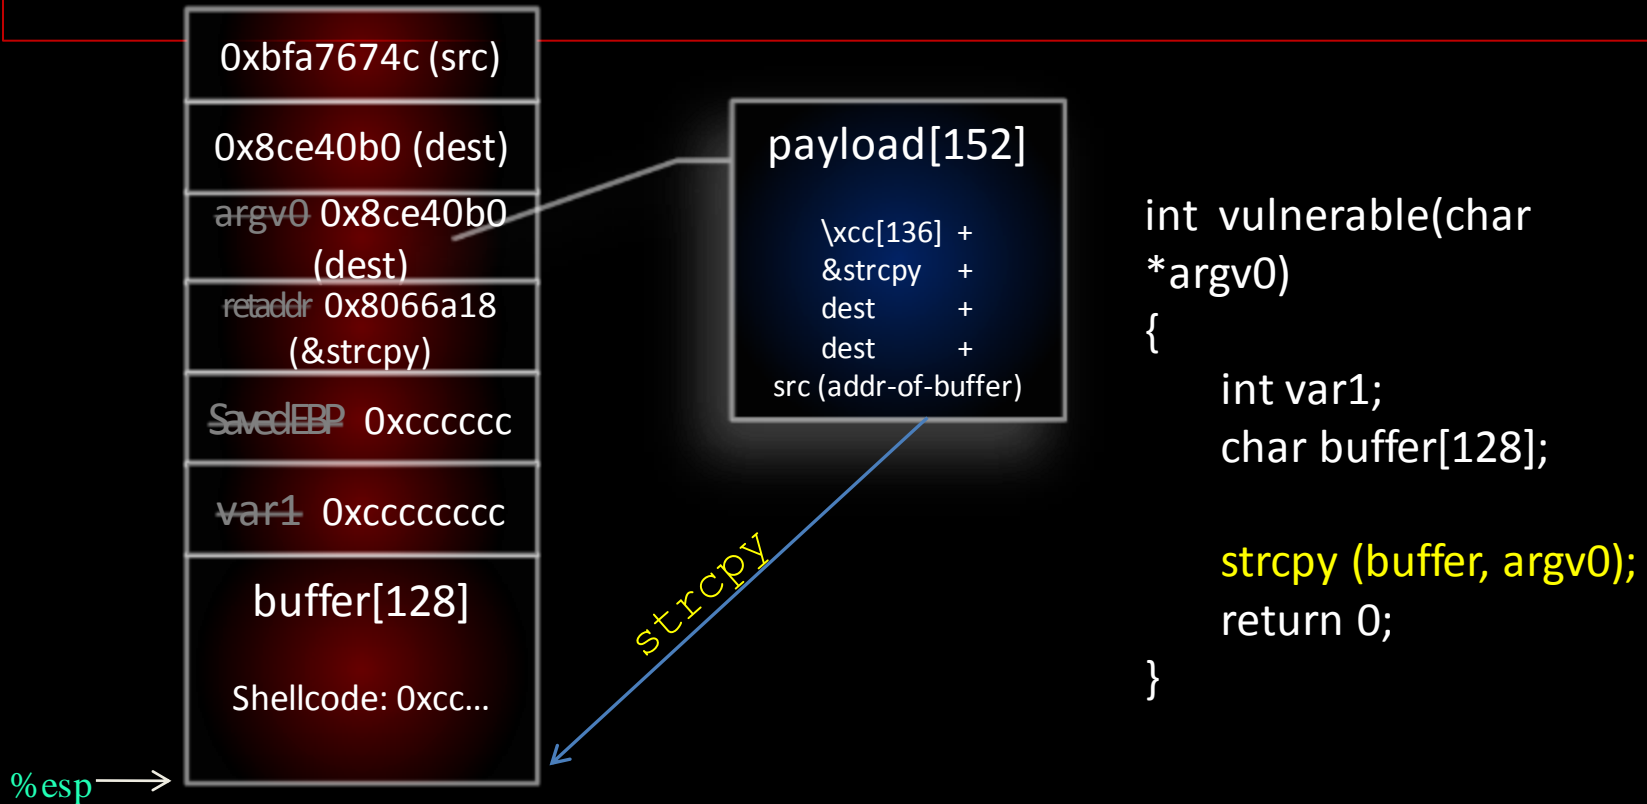 0xbfa7674c (src)
0x8ce40b0 (dest)
argv0 0x8ce40b0
(dest)
retaddr 0x8066a18
(&strcpy)
SavedEBP 0xcccccc
var1 0xcccccccc
buffer[128]
Shellcode: 0xcc...
%esp
payload[152]
\xcc[136] +
&strcpy +
dest +
dest +
src (addr-of-buffer)
strcpy
int vulnerable(char
*argv0)
{
int var1;
char buffer[128];
strcpy (buffer, argv0);
return 0;
}